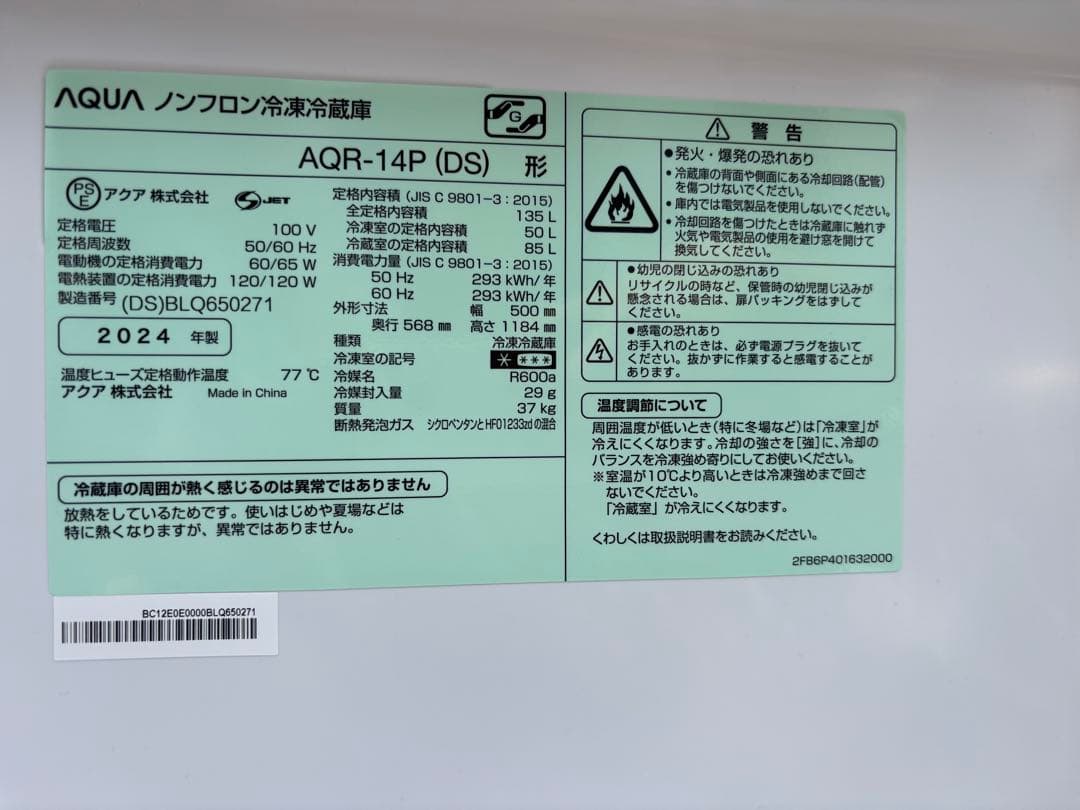 AQUA ノンフロン冷凍冷蔵庫
G
AQR-14P (DS) 形
PS
E
アクア 株式会社
S JET
定格電圧 100 V
定格周波数 50/60 Hz
電動機の定格消費電力 60/65 W
電熱装置の定格消費電力 120/120 W
製造番号 (DS)BLQ650271
2024 年製
温度ヒューズ定格動作温度 77 ℃
アクア 株式会社 Made in China
定格内容積 (JIS C 9801-3:2015)
全定格内容積 135 L
冷凍室の定格内容積 50 L
冷蔵室の定格内容積 85 L
消費電力量 (JIS C 9801-3:2015)
50 Hz 293 kWh/年
60 Hz 293 kWh/年
外形寸法 幅 500 ㎜
奥行 568 ㎜ 高さ 1184 ㎜
種類 冷凍冷蔵庫
冷凍室の記号 * ***
冷媒名 R600a
冷媒封入量 29 g
質量 37 kg
断熱発泡ガス シクロペンタンとHFO1233zdの混合
冷蔵庫の周囲が熱く感じるのは異常ではありません
放熱をしているためです。使いはじめや夏場などは
特に熱くなりますが、異常ではありません。
警告
●発火・爆発の恐れあり
・冷蔵庫の背面や側面にある冷却回路(配管)
を傷つけないでください。
・庫内では電気製品を使用しないでください。
・冷却回路を傷つけたときは冷蔵庫に触れず
火気や電気製品の使用を避け窓を開けて
換気してください。
●幼児の閉じ込みの恐れあり
リサイクルの時など、保管時の幼児閉じ込みが
懸念される場合は、扉パッキングをはずして
ください。
●感電の恐れあり
お手入れのときは、必ず電源プラグを抜いて
ください。抜かずに作業すると感電することが
あります。
温度調節について
周囲温度が低いとき(特に冬場など)は「冷凍室」が
冷えにくくなります。冷却の強さを[強]に、冷却の
バランスを冷凍強め寄りにしてお使いください。
※室温が10℃より高いときは冷凍強めまで回さ
ないでください。
「冷蔵室」が冷えにくくなります。
くわしくは取扱説明書をお読みください。
2FB6P401632000
BC12E0E0000BLQ650271